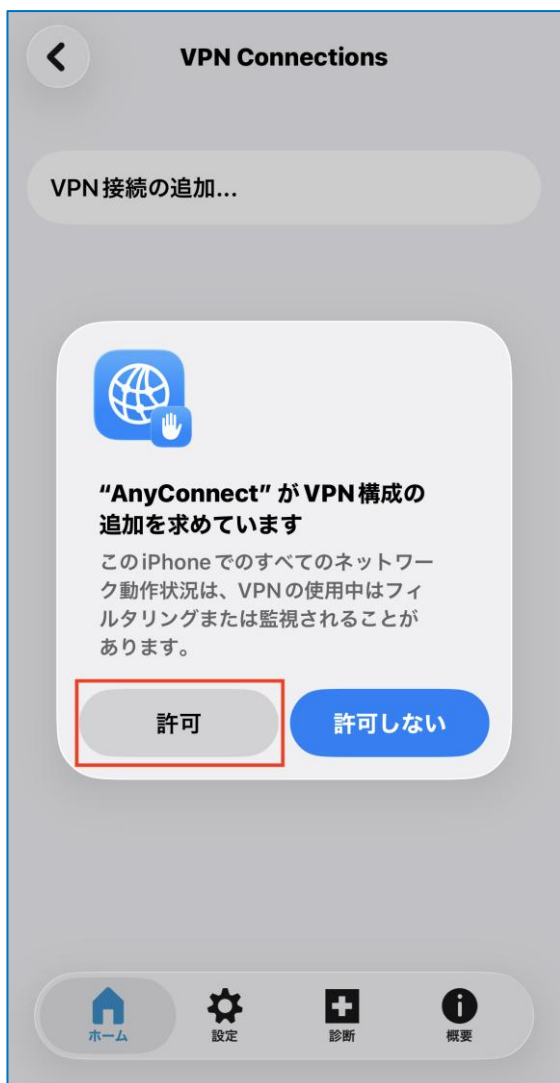 VPN Connections
VPN接続の追加...
“AnyConnect” がVPN構成の
追加を求めています
このiPhoneでのすべてのネットワー
ク動作状況は、VPNの使用中はフィ
ルタリングまたは監視されることが
あります。
許可
許可しない
ホーム
設定
診断
概要